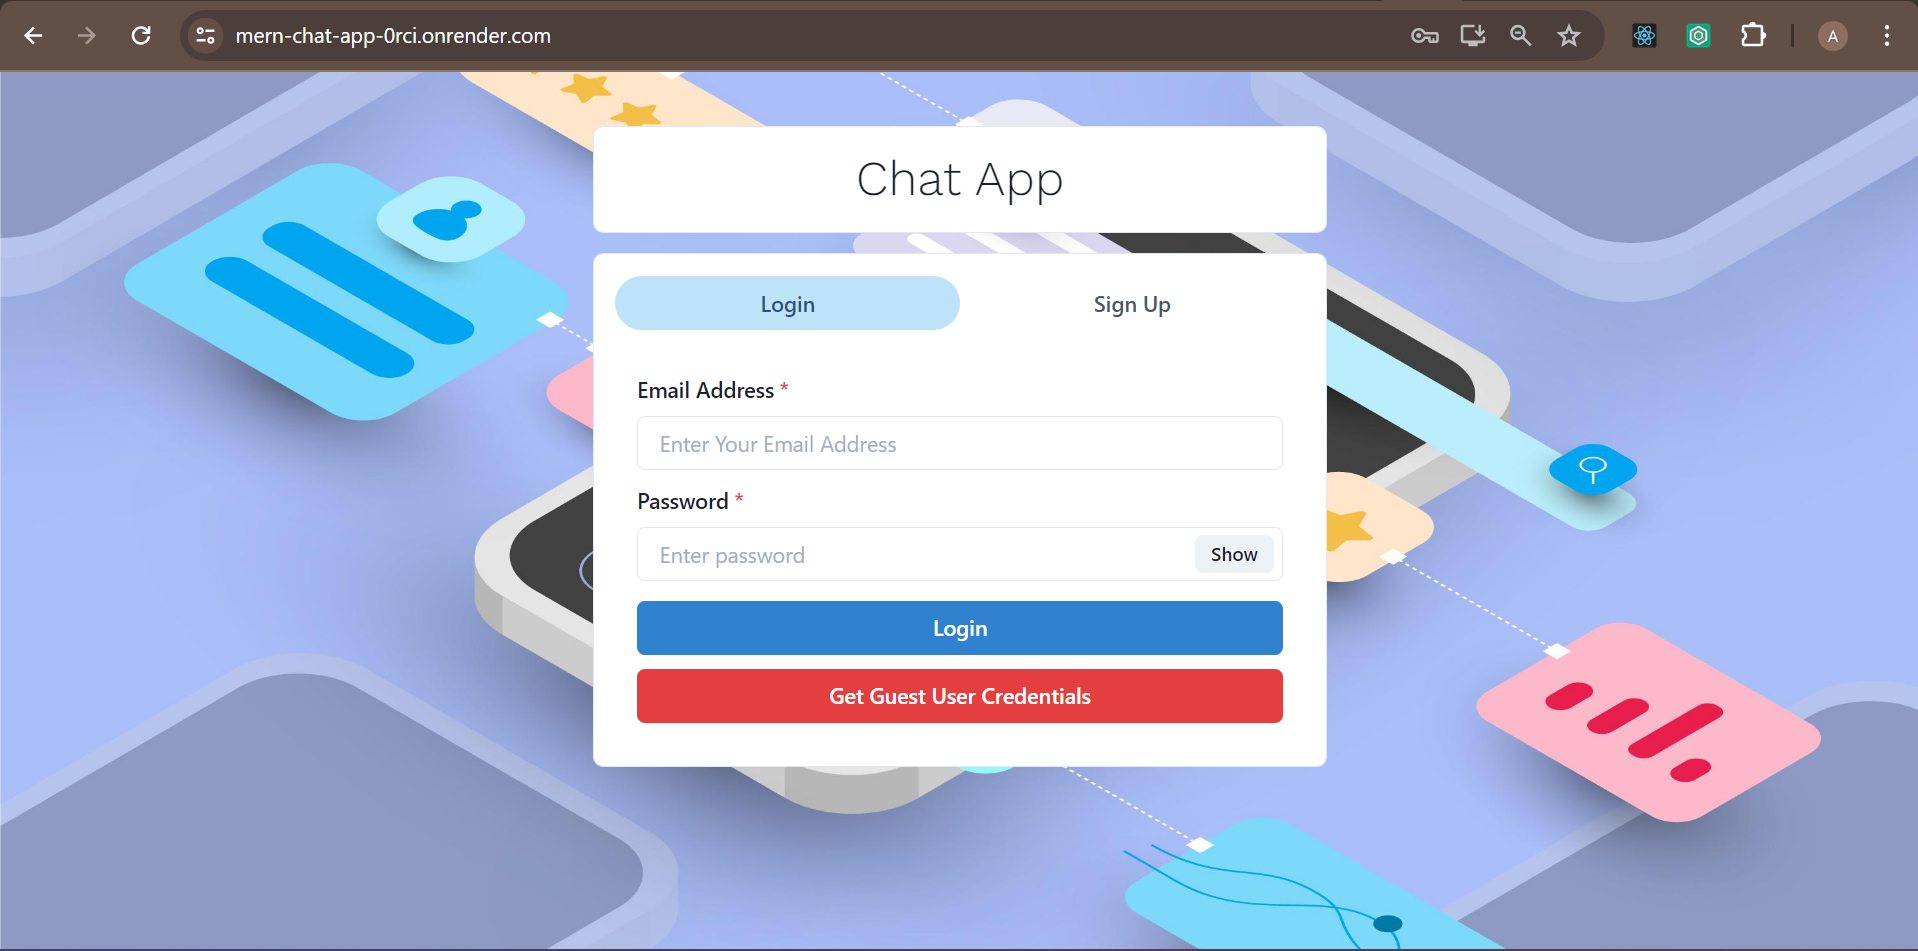 mern-chat-app-0rci.onrender.com
A
Chat App
Login Sign Up
Email Address *
Enter Your Email Address
Password *
Enter password Show
Login
Get Guest User Credentials